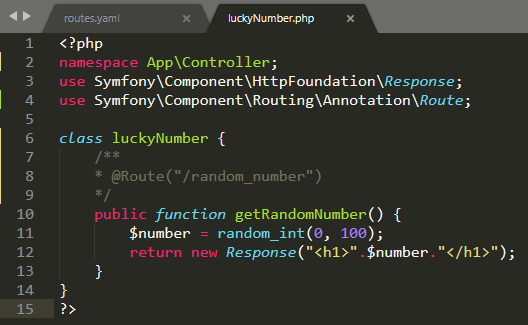 routes.yaml × luckyNumber.php ×
1 <?php
2 namespace App\Controller;
3 use Symfony\Component\HttpFoundation\Response;
4 use Symfony\Component\Routing\Annotation\Route;
5
6 class luckyNumber {
7     /**
8     * @Route("/random_number")
9     */
10     public function getRandomNumber() {
11         $number = random_int(0, 100);
12         return new Response("<h1>".$number."</h1>");
13     }
14 }
15 ?>